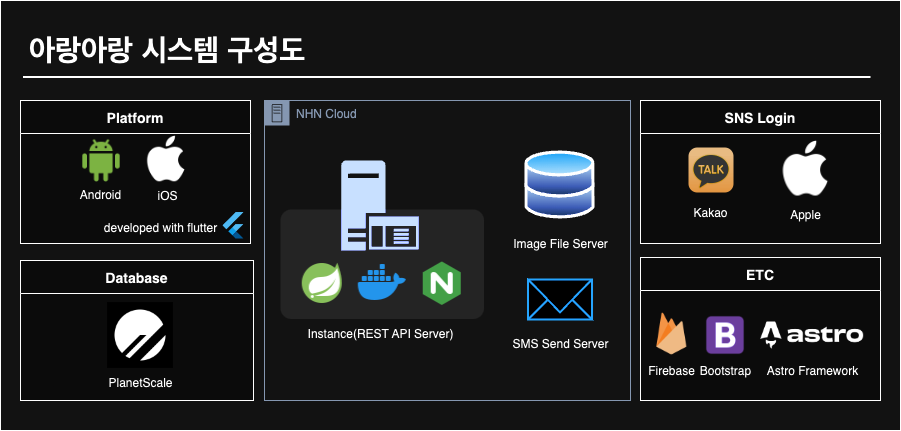 아랑아랑 시스템 구성도
Platform
Android
iOS
developed with flutter
Database
PlanetScale
NHN Cloud
Instance(REST API Server)
Image File Server
SMS Send Server
SNS Login
TALK
Kakao
Apple
ETC
B
astro
Firebase
Bootstrap
Astro Framework
N